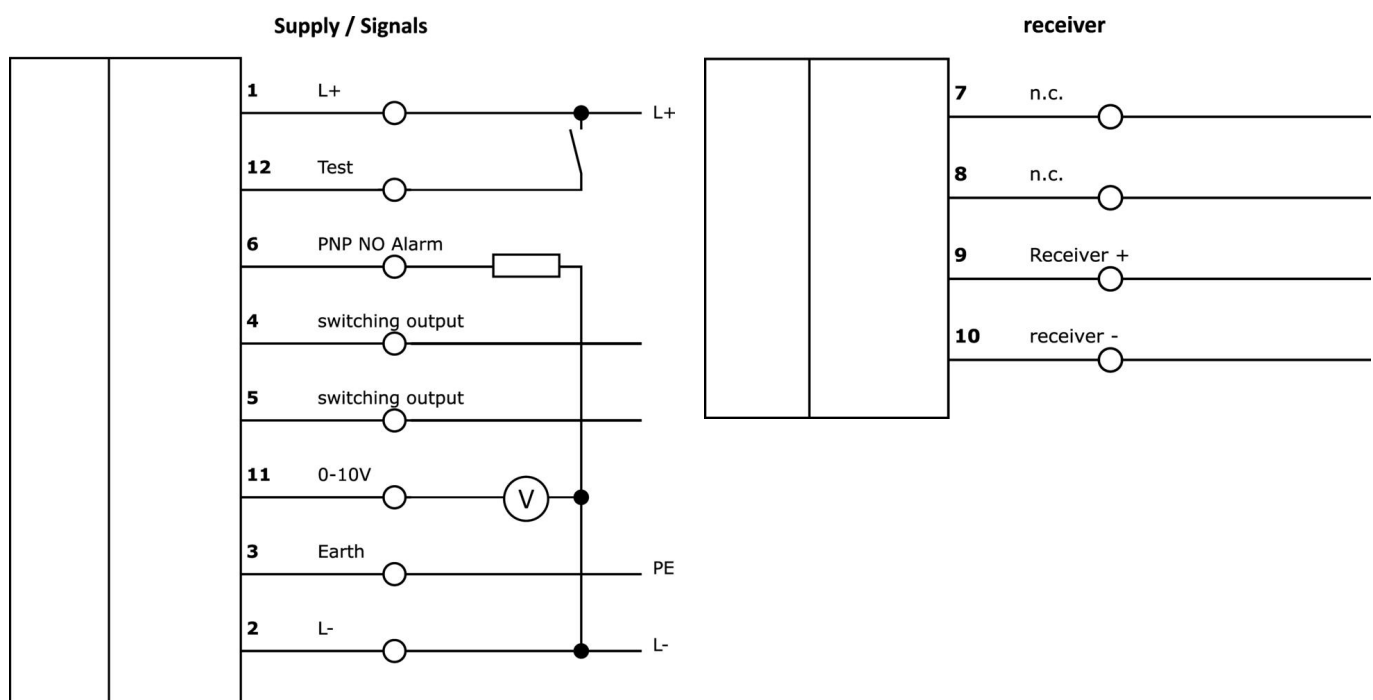 Supply / Signals
1 L+
L+
12 Test
6 PNP NO Alarm
4 switching output
5 switching output
11 0-10V
V
3 Earth
PE
2 L-
L-
receiver
7 n.c.
8 n.c.
9 Receiver +
10 receiver -